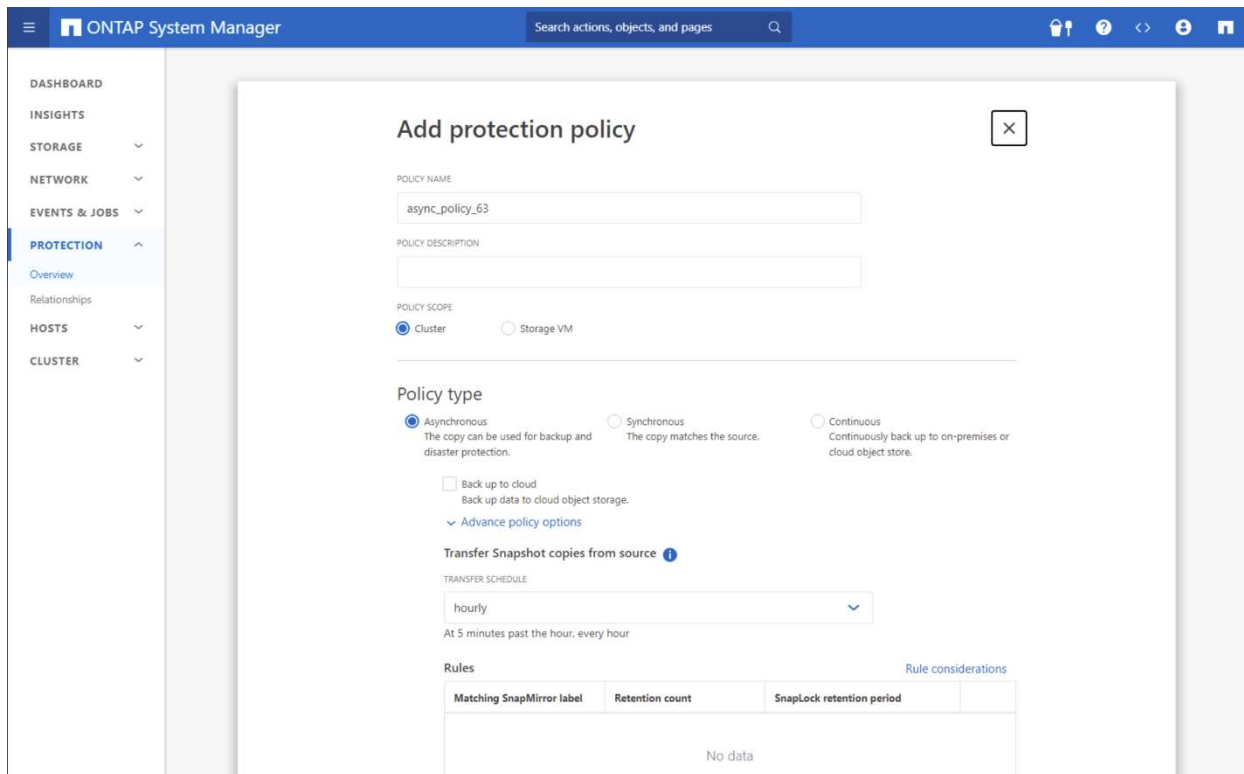 ONTAP System Manager
Search actions, objects, and pages
DASHBOARD
INSIGHTS
STORAGE
NETWORK
EVENTS & JOBS
PROTECTION
Overview
Relationships
HOSTS
CLUSTER
Add protection policy
POLICY NAME
async_policy_63
POLICY DESCRIPTION
POLICY SCOPE
Cluster Storage VM
Policy type
Asynchronous
The copy can be used for backup and
disaster protection.
Synchronous
The copy matches the source.
Continuous
Continuously back up to on-premises or
cloud object store.
Back up to cloud
Back up data to cloud object storage.
Advance policy options
Transfer Snapshot copies from source
TRANSFER SCHEDULE
hourly
At 5 minutes past the hour, every hour
Rules Rule considerations
Matching SnapMirror label Retention count SnapLock retention period
No data